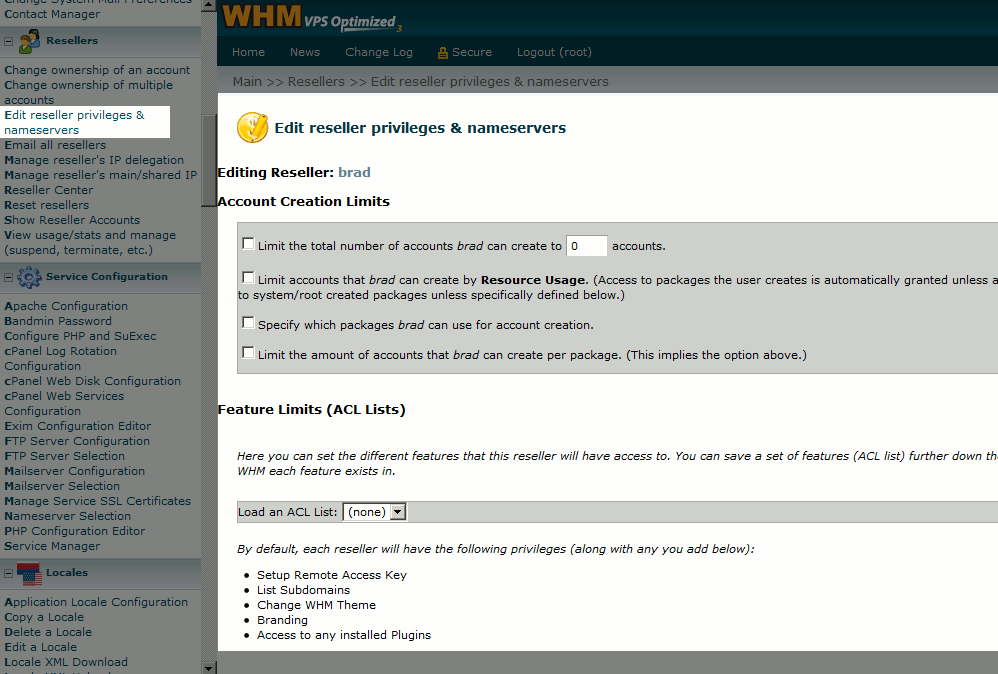 Change System Mail Preferences
Contact Manager
Resellers
Change ownership of an account
Change ownership of multiple
accounts
Edit reseller privileges &
nameservers
Email all resellers
Manage reseller's IP delegation
Manage reseller's main/shared IP
Reseller Center
Reset resellers
Show Reseller Accounts
View usage/stats and manage
(suspend, terminate, etc.)
Service Configuration
Apache Configuration
Bandmin Password
Configure PHP and SuExec
cPanel Log Rotation
Configuration
cPanel Web Disk Configuration
cPanel Web Services
Configuration
Exim Configuration Editor
FTP Server Configuration
FTP Server Selection
Mailserver Configuration
Mailserver Selection
Manage Service SSL Certificates
Nameserver Selection
PHP Configuration Editor
Service Manager
Locales
Application Locale Configuration
Copy a Locale
Delete a Locale
Edit a Locale
Locale XML Download
WHM VPS Optimized 3
Home News Change Log Secure Logout (root)
Main >> Resellers >> Edit reseller privileges & nameservers
Edit reseller privileges & nameservers
Editing Reseller: brad
Account Creation Limits
Limit the total number of accounts brad can create to 0 accounts.
Limit accounts that brad can create by Resource Usage. (Access to packages the user creates is automatically granted unless a
to system/root created packages unless specifically defined below.)
Specify which packages brad can use for account creation.
Limit the amount of accounts that brad can create per package. (This implies the option above.)
Feature Limits (ACL Lists)
Here you can set the different features that this reseller will have access to. You can save a set of features (ACL list) further down the
WHM each feature exists in.
Load an ACL List: (none)
By default, each reseller will have the following privileges (along with any you add below):
Setup Remote Access Key
List Subdomains
Change WHM Theme
Branding
Access to any installed Plugins